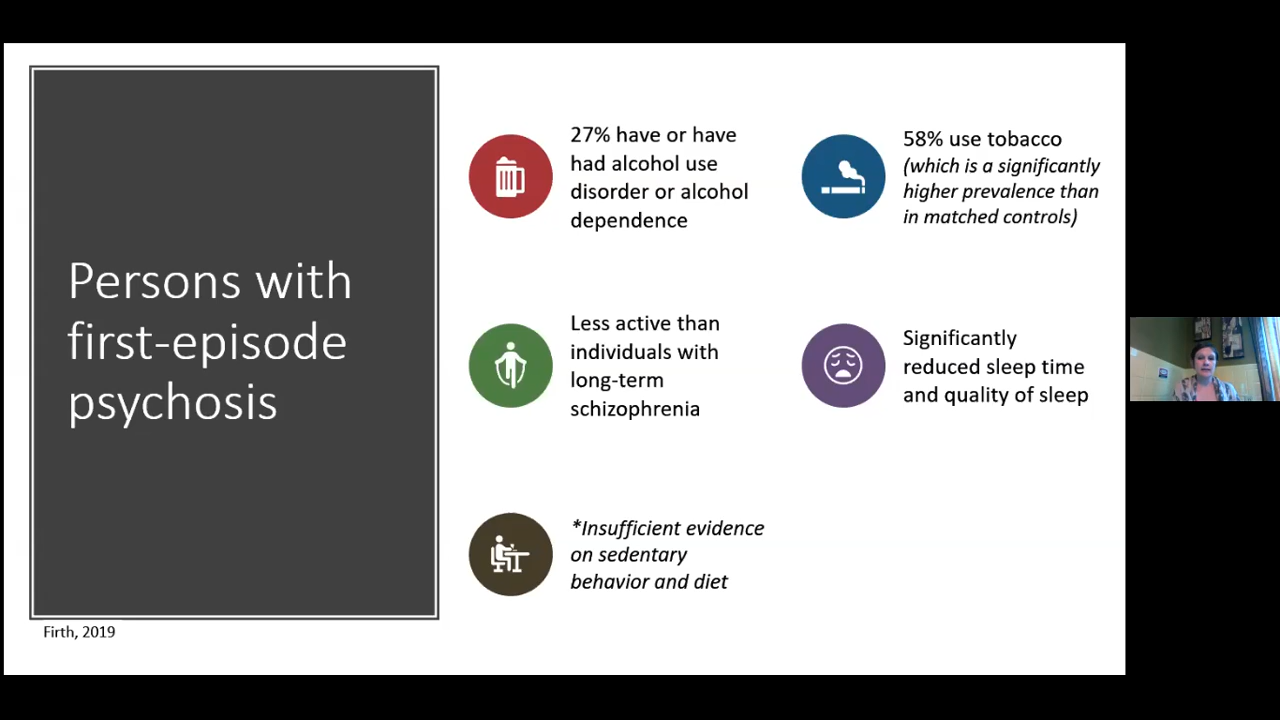 Persons with
first-episode
psychosis
27% have or have
had alcohol use
disorder or alcohol
dependence
58% use tobacco
(which is a significantly
higher prevalence than
in matched controls)
Less active than
individuals with
long-term
schizophrenia
Significantly
reduced sleep time
and quality of sleep
*Insufficient evidence
on sedentary
behavior and diet
Firth, 2019